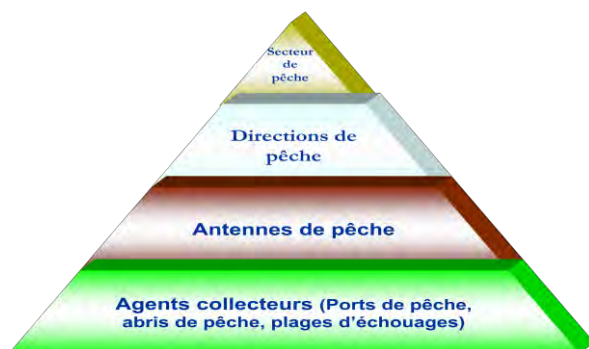 Secteur
de
pêche
Directions de
pêche
Antennes de pêche
Agents collecteurs (Ports de pêche,
abris de pêche, plages d'échouages)